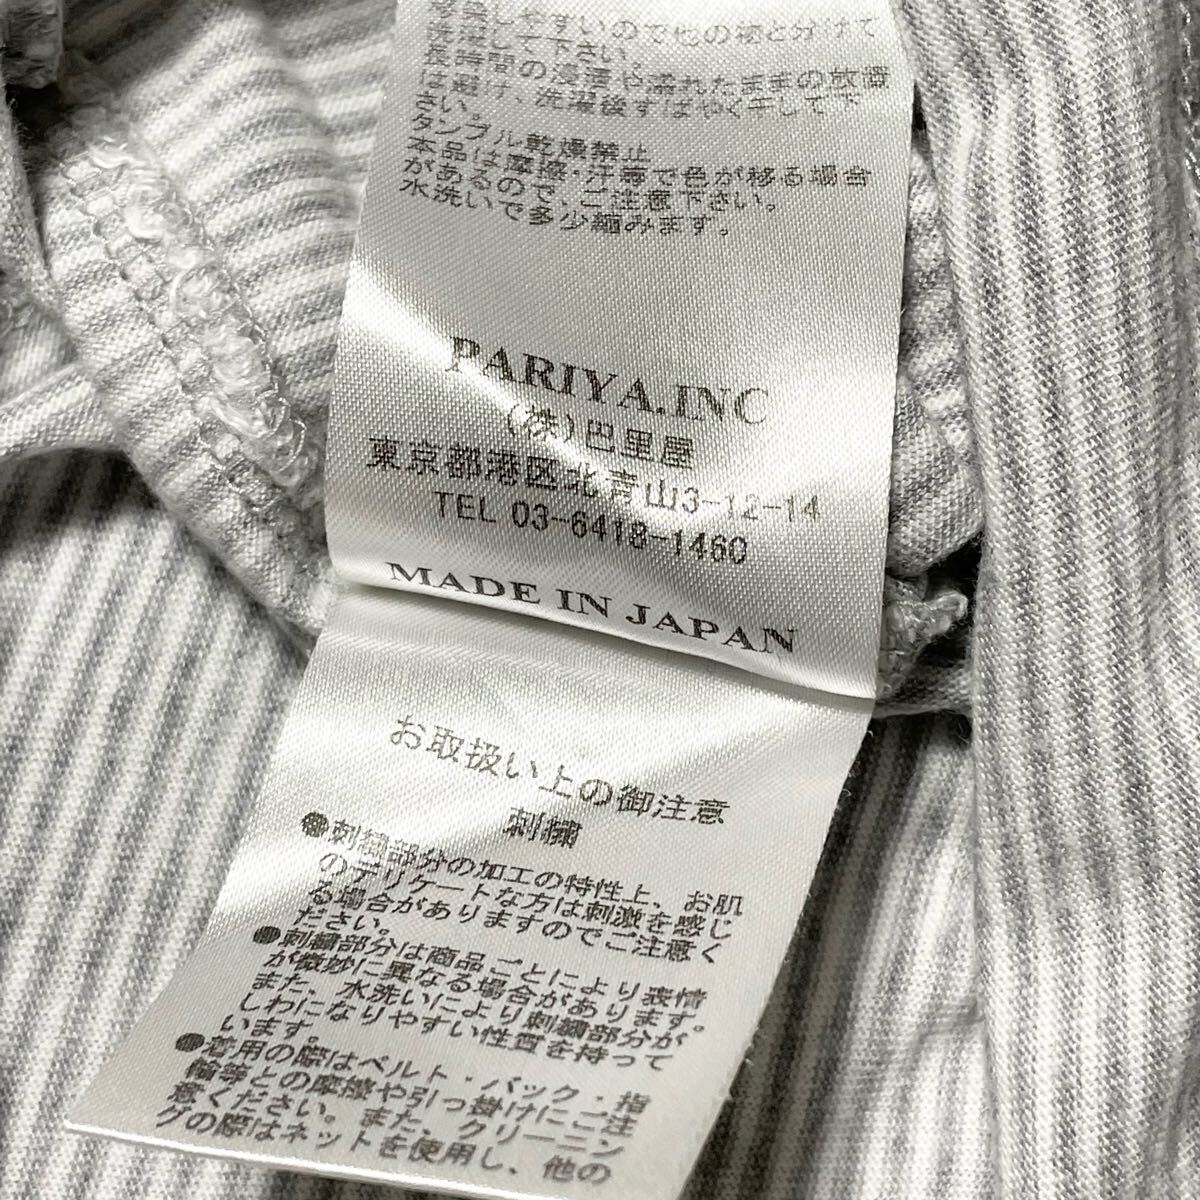 しやすいので他の物と分けて
洗濯して下さい。
長時間の浸漬や濡れたままの放置
は避け、洗濯後すばやく干して下
さい。
タンブル乾燥禁止
本品は摩擦・汗等で色が移る場合
があるので、ご注意下さい。
水洗いで多少縮みます。
PARIYA.INC
(株)巴里屋
東京都港区北青山3-12-14
TEL 03-6418-1460
MADE IN JAPAN
お取扱い上の御注意
刺繍
●刺繍部分の加工の特性上、お肌
のデリケートな方は刺激を感じ
る場合がありますのでご注意く
ださい。
●刺繍部分は商品ごとにより表情
が微妙に異なる場合があります。
また、水洗いにより刺繍部分が
しわになりやすい性質を持って
います。
●着用の際はベルト・バック・指
輪等との摩擦や引っ掛けにご注
意ください。また、クリーニン
グの際はネットを使用し、他の